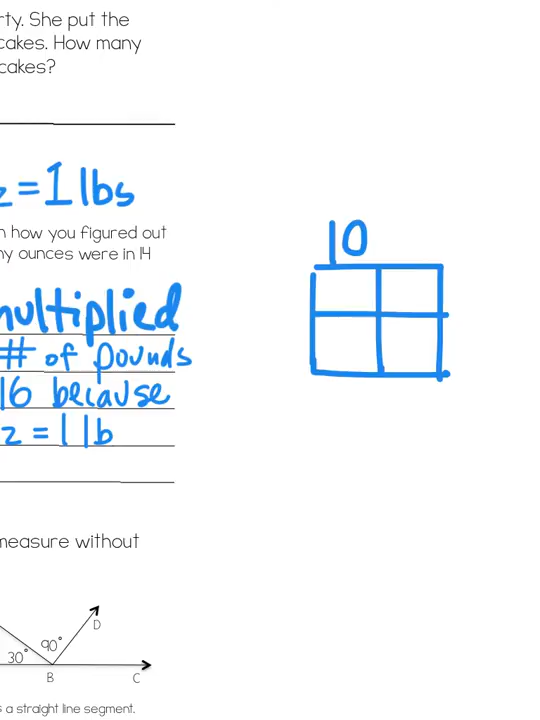 rty. She put the
cakes. How many
cakes?
z = 1 lbs
10
n how you figured out
ny ounces were in 14
multiplied
# of pounds
16 because
z = 1 lb
measure without
D
90°
30°
B
C
s a straight line segment.